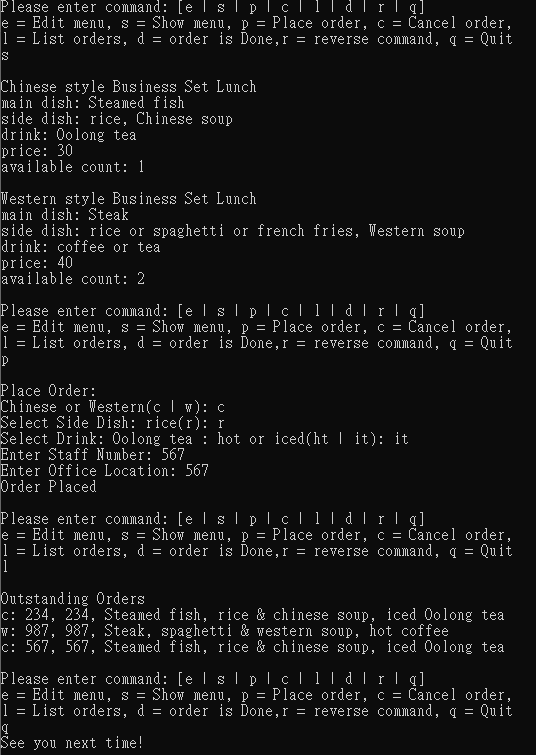 Please enter command: [e | s | p | c | l | d | r | q]
e = Edit menu, s = Show menu, p = Place order, c = Cancel order,
l = List orders, d = order is Done,r = reverse command, q = Quit
s
Chinese style Business Set Lunch
main dish: Steamed fish
side dish: rice, Chinese soup
drink: Oolong tea
price: 30
available count: 1
Western style Business Set Lunch
main dish: Steak
side dish: rice or spaghetti or french fries, Western soup
drink: coffee or tea
price: 40
available count: 2
Please enter command: [e | s | p | c | l | d | r | q]
e = Edit menu, s = Show menu, p = Place order, c = Cancel order,
l = List orders, d = order is Done,r = reverse command, q = Quit
p
Place Order:
Chinese or Western(c | w): c
Select Side Dish: rice(r): r
Select Drink: Oolong tea : hot or iced(ht | it): it
Enter Staff Number: 567
Enter Office Location: 567
Order Placed
Please enter command: [e | s | p | c | l | d | r | q]
e = Edit menu, s = Show menu, p = Place order, c = Cancel order,
l = List orders, d = order is Done,r = reverse command, q = Quit
l
Outstanding Orders
c: 234, 234, Steamed fish, rice & chinese soup, iced Oolong tea
w: 987, 987, Steak, spaghetti & western soup, hot coffee
c: 567, 567, Steamed fish, rice & chinese soup, iced Oolong tea
Please enter command: [e | s | p | c | l | d | r | q]
e = Edit menu, s = Show menu, p = Place order, c = Cancel order,
l = List orders, d = order is Done,r = reverse command, q = Quit
q
See you next time!